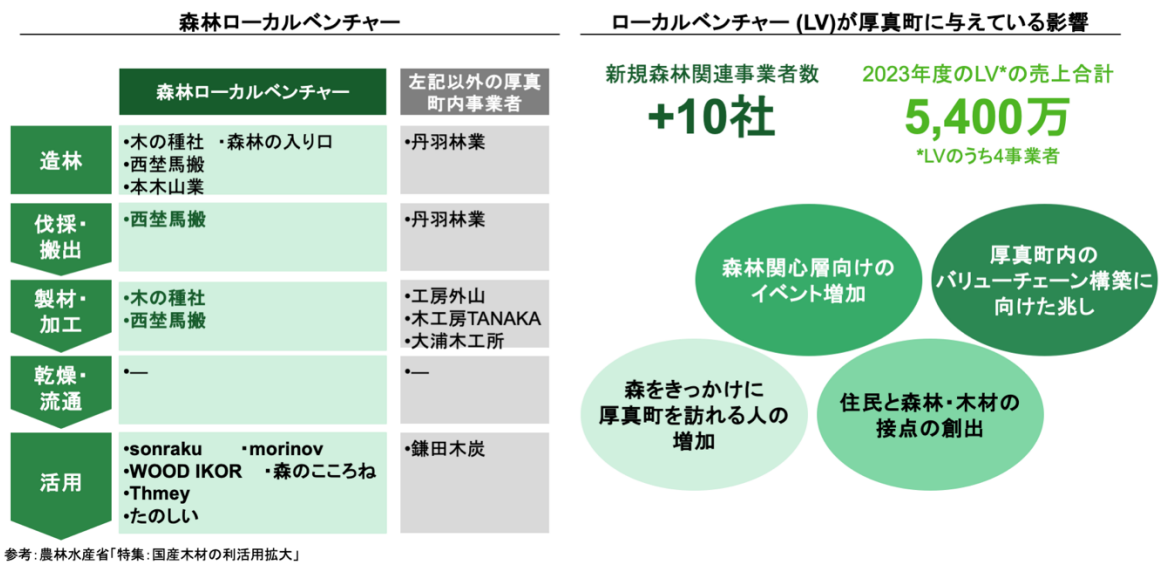 森林ローカルベンチャー
森林ローカルベンチャー
左記以外の厚真
町内事業者
造林
•木の種社 ・森林の入り口
•西埜馬搬
•本木山業
•丹羽林業
伐採・
搬出
•西埜馬搬
•丹羽林業
製材・
加工
•木の種社
•西埜馬搬
•工房外山
•木工房TANAKA
•大浦木工所
乾燥・
流通
•―
•―
活用
•sonraku ・morinov
•WOOD IKOR ・森のこころね
•Thmey
•たのしい
•鎌田木炭
参考：農林水産省「特集：国産木材の利活用拡大」
ローカルベンチャー (LV)が厚真町に与えている影響
新規森林関連事業者数
+10社
2023年度のLV*の売上合計
5,400万
*LVのうち4事業者
森林関心層向けの
イベント増加
厚真町内の
バリューチェーン構築に
向けた兆し
森をきっかけに
厚真町を訪れる人の
増加
住民と森林・木材の
接点の創出